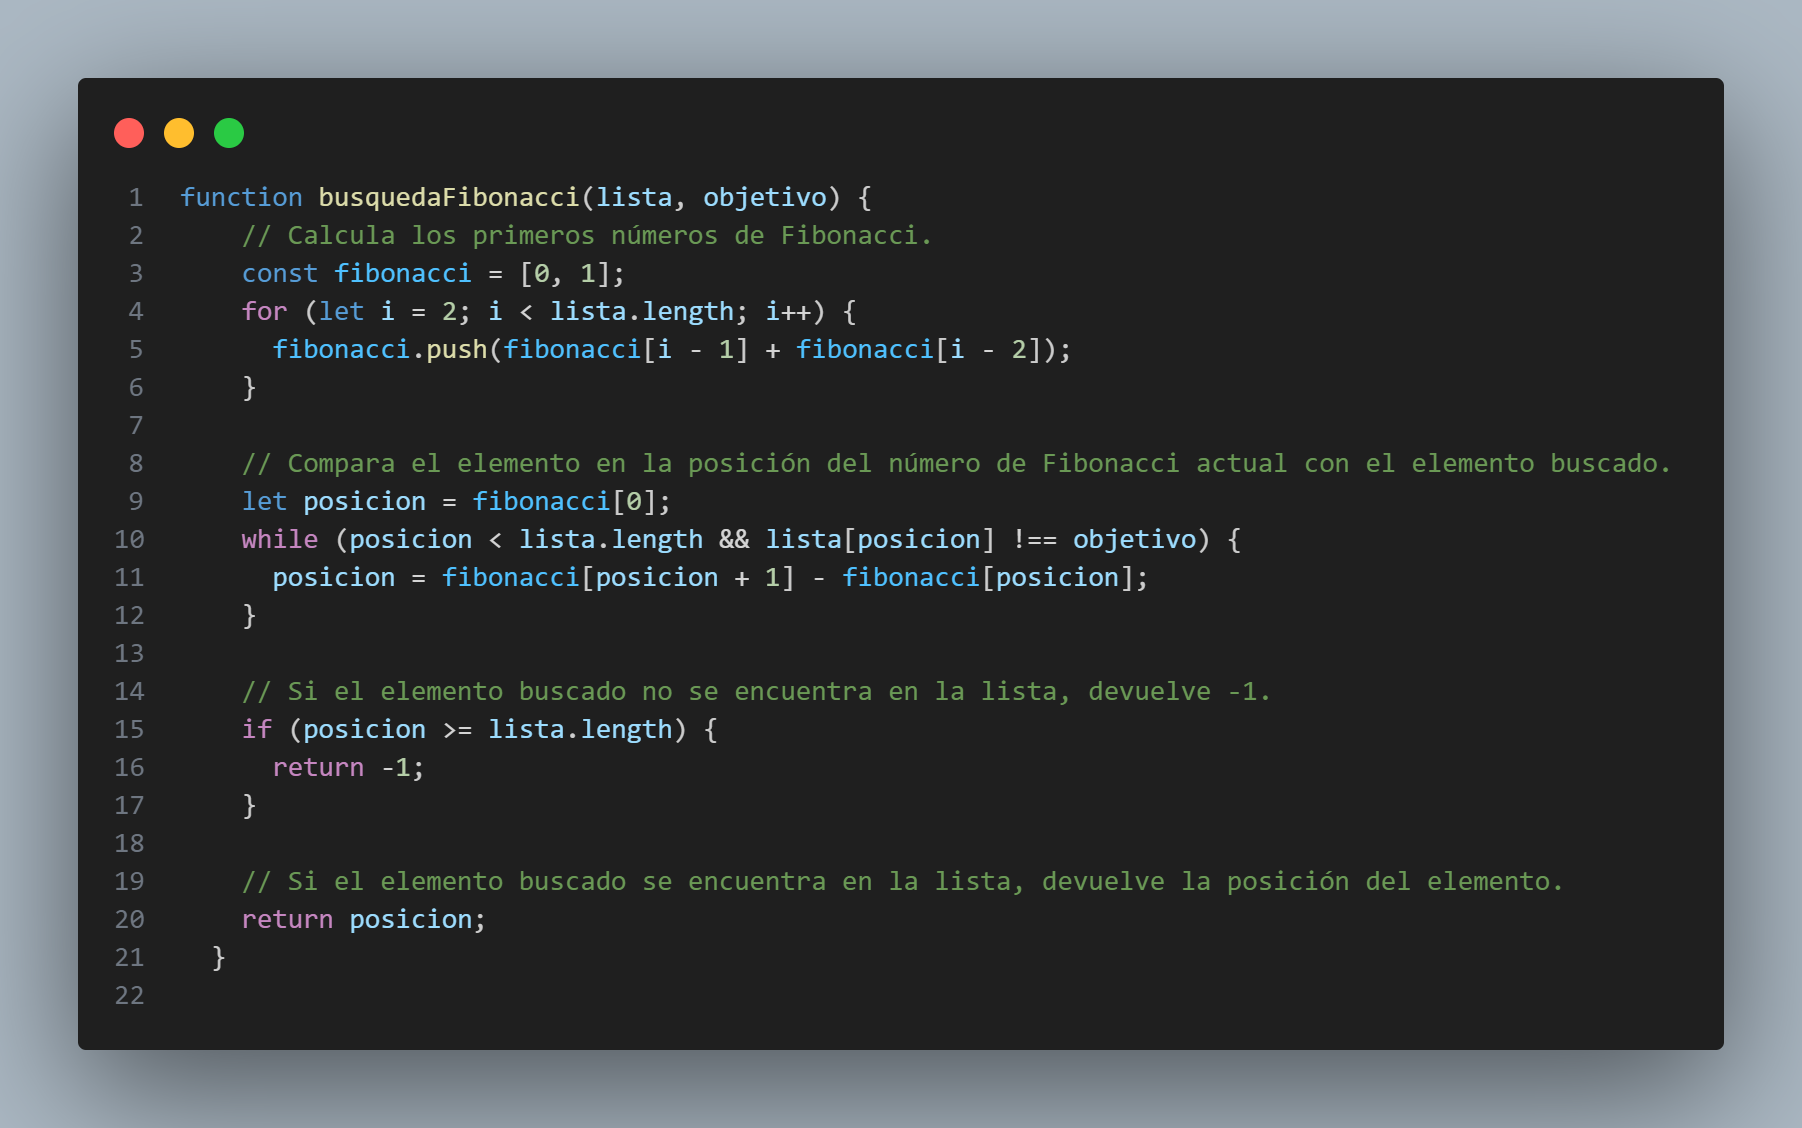 1 function busquedaFibonacci(lista, objetivo) {
2 // Calcula los primeros números de Fibonacci.
3 const fibonacci = [0, 1];
4 for (let i = 2; i < lista.length; i++) {
5 fibonacci.push(fibonacci[i - 1] + fibonacci[i - 2]);
6 }
7
8 // Compara el elemento en la posición del número de Fibonacci actual con el elemento buscado.
9 let posicion = fibonacci[0];
10 while (posicion < lista.length && lista[posicion] !== objetivo) {
11 posicion = fibonacci[posicion + 1] - fibonacci[posicion];
12 }
13
14 // Si el elemento buscado no se encuentra en la lista, devuelve -1.
15 if (posicion >= lista.length) {
16 return -1;
17 }
18
19 // Si el elemento buscado se encuentra en la lista, devuelve la posición del elemento.
20 return posicion;
21 }
22